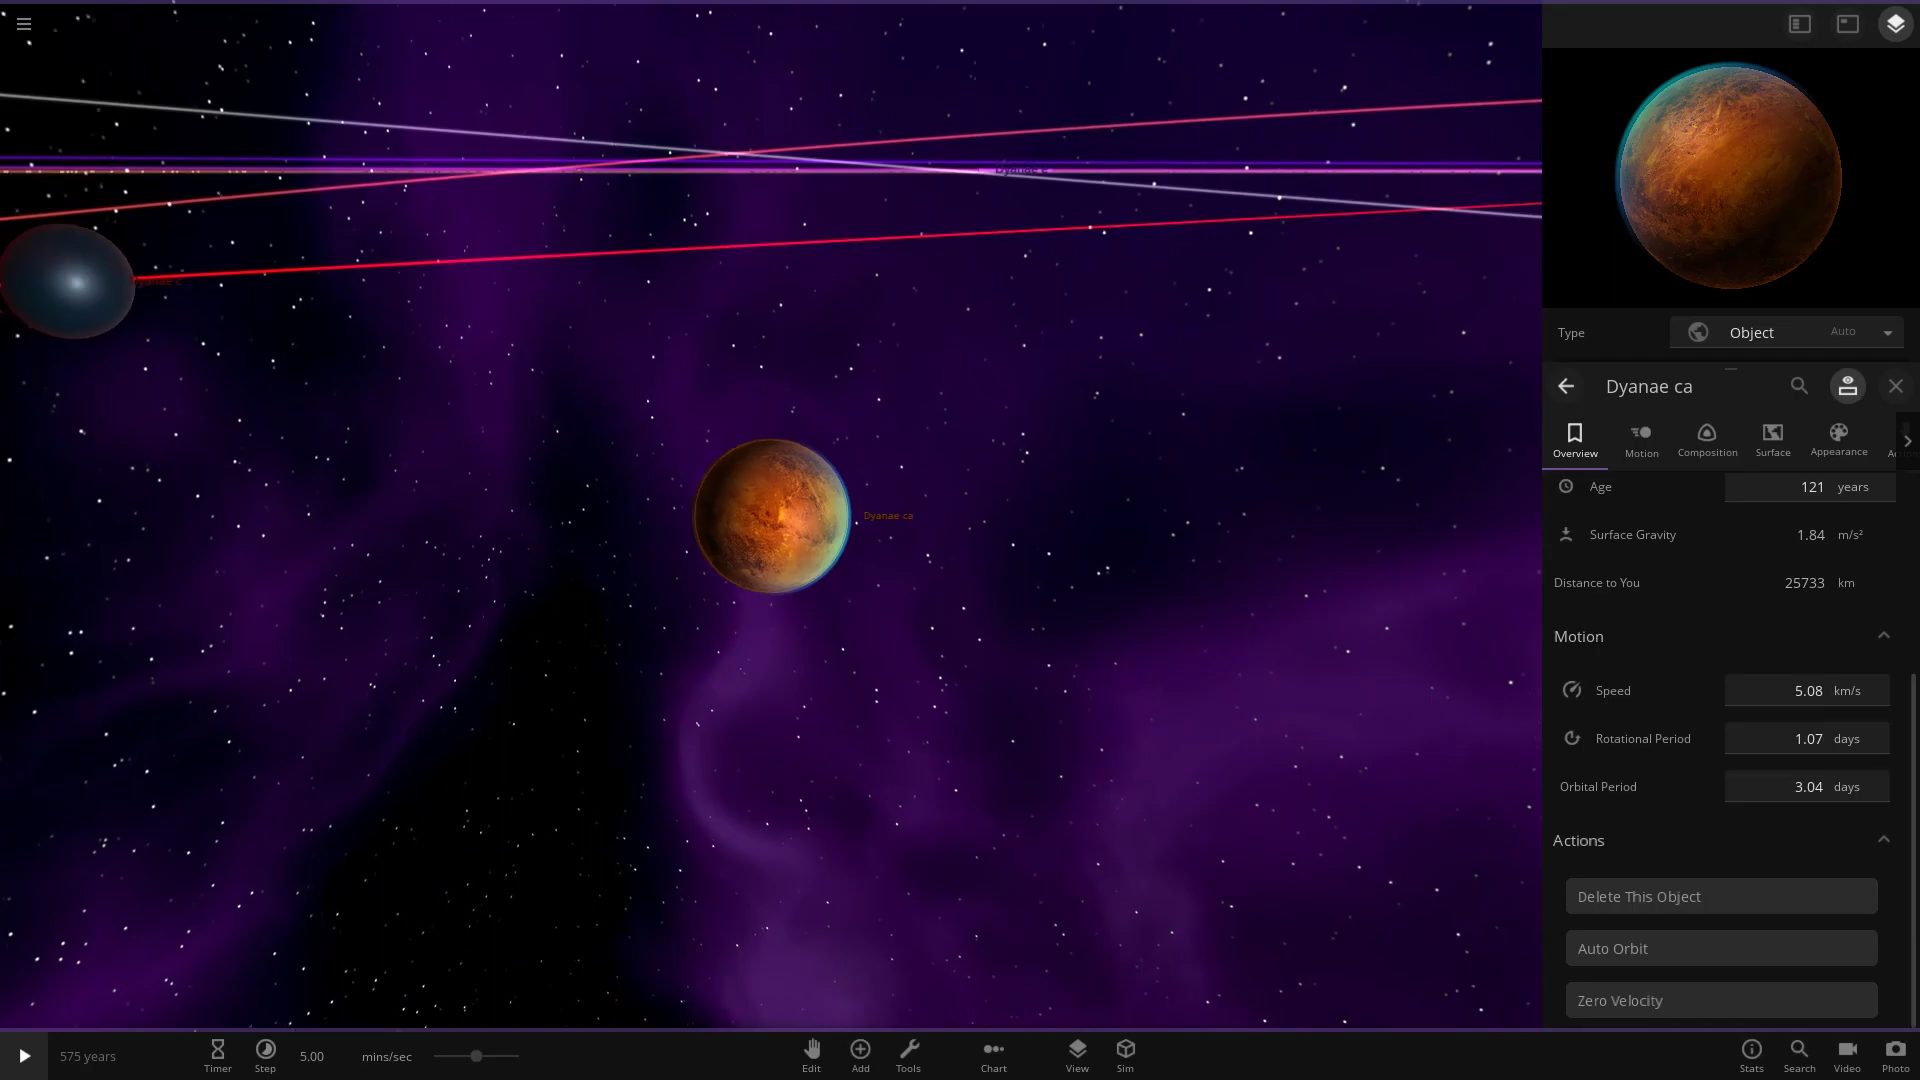 Dyanae c
Dyanae ca
Type
Object
Auto
Dyanae ca
Overview
Motion
Composition
Surface
Appearance
Age 121 years
Surface Gravity 1.84 m/s²
Distance to You 25733 km
Motion
Speed 5.08 km/s
Rotational Period 1.07 days
Orbital Period 3.04 days
Actions
Delete This Object
Auto Orbit
Zero Velocity
575 years
Timer
Step
5.00 mins/sec
Edit
Add
Tools
Chart
View
Sim
Stats
Search
Video
Photo